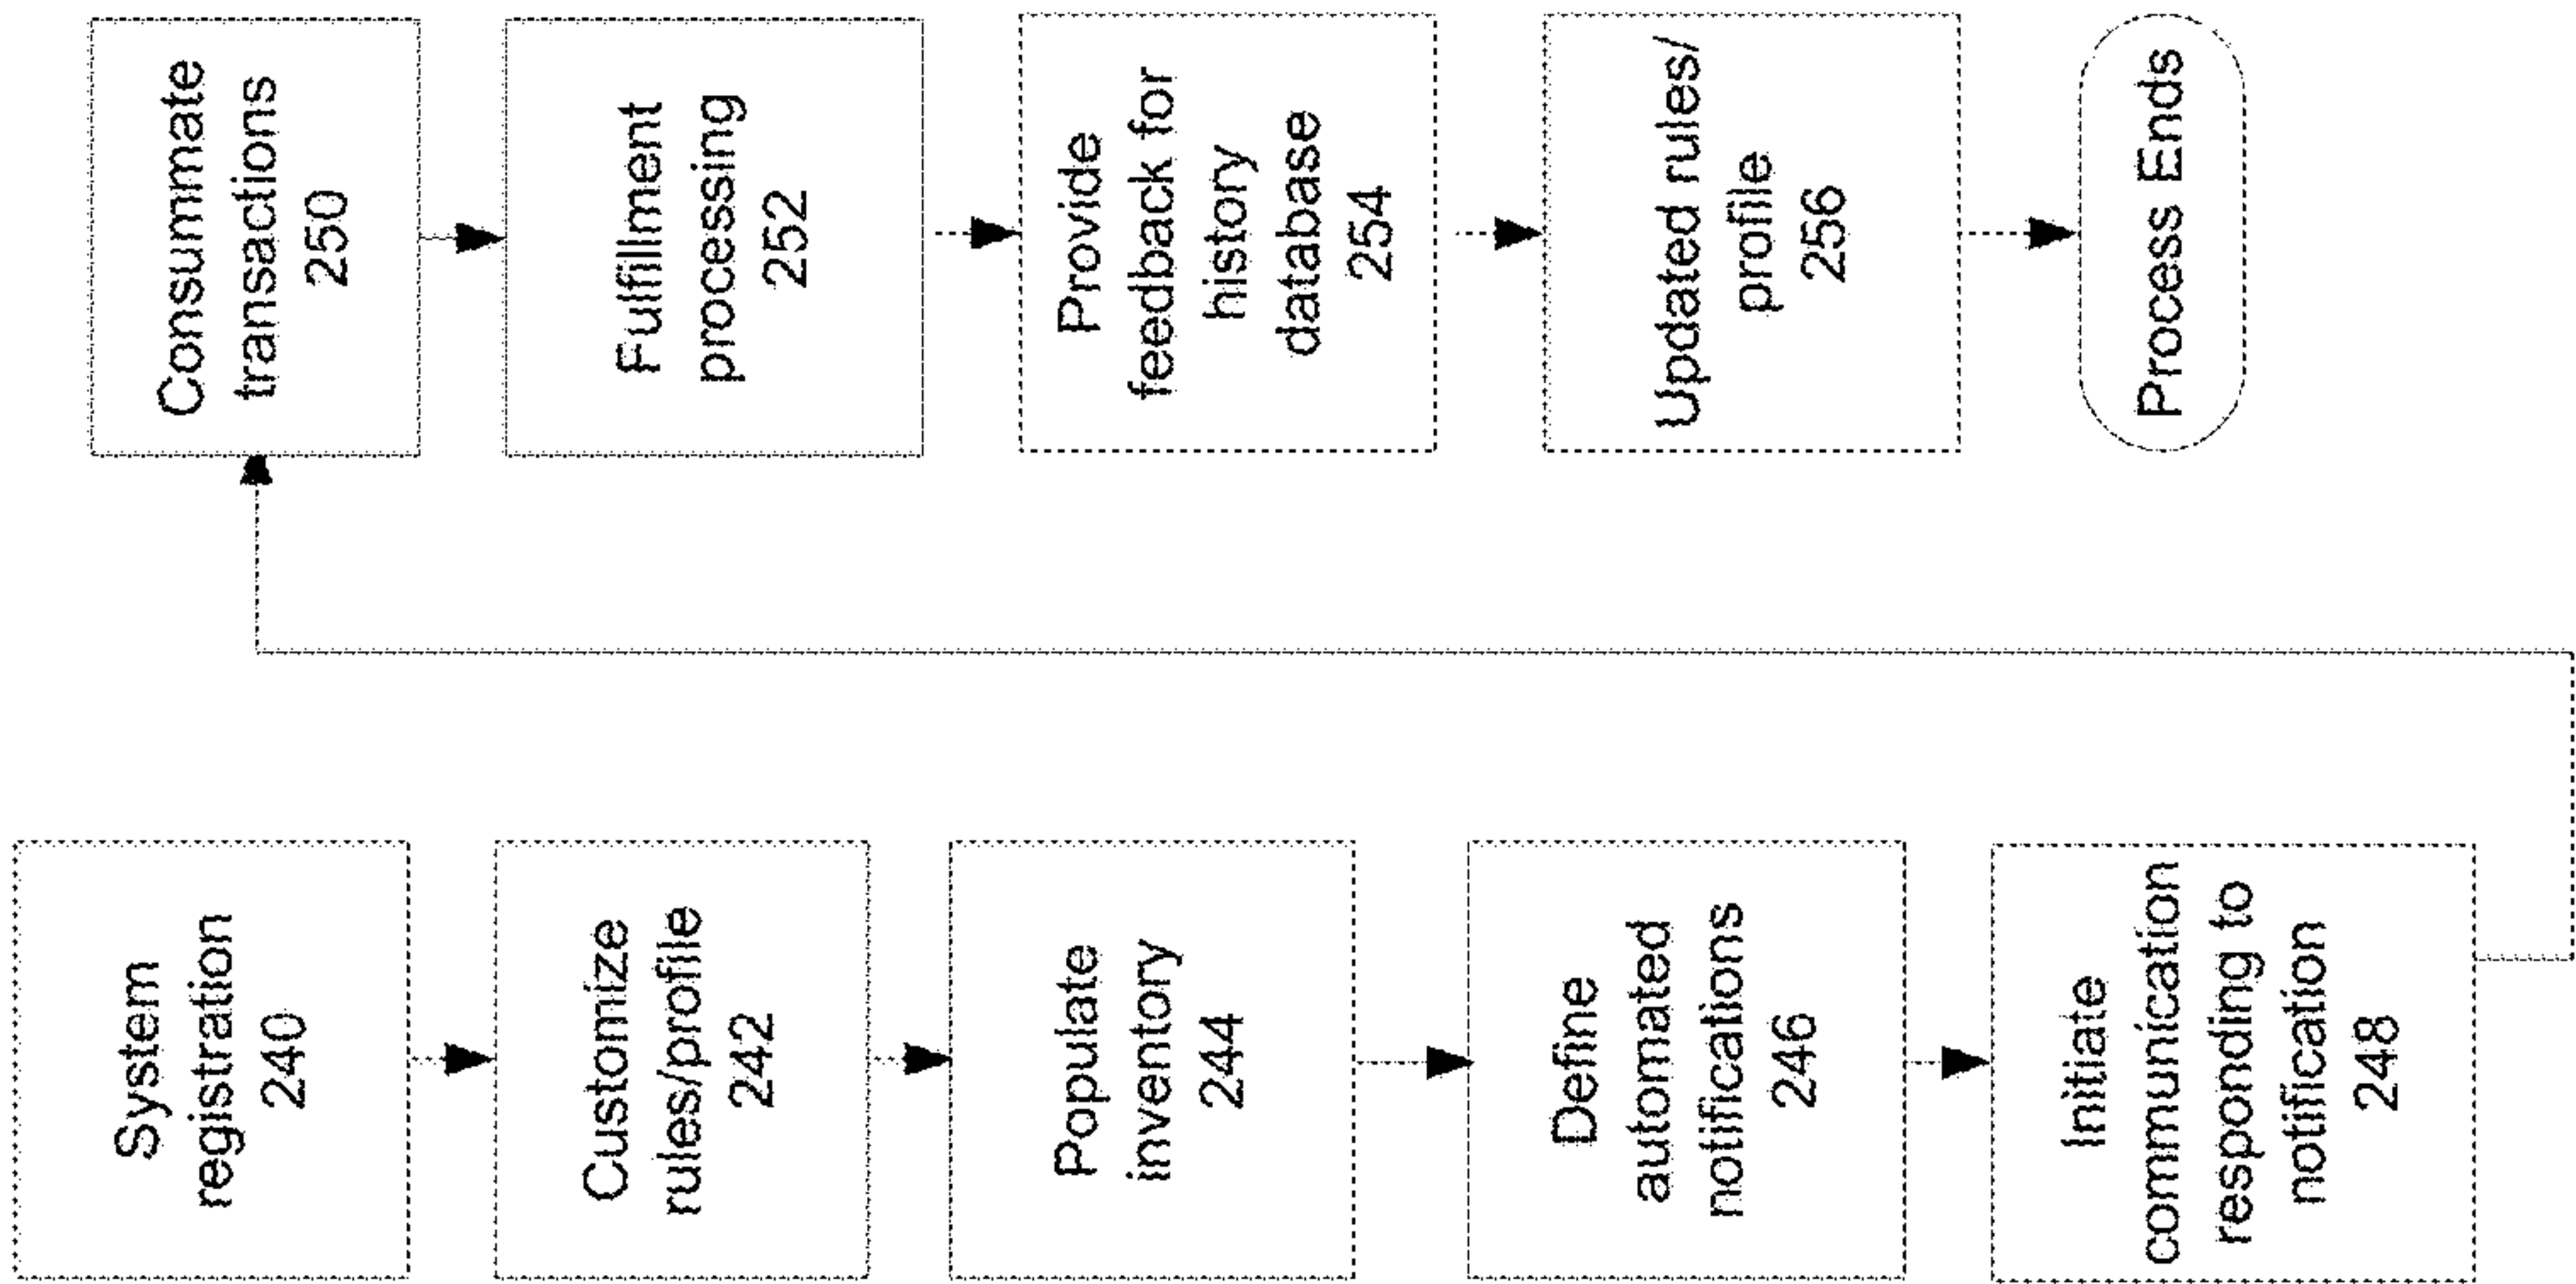 System
registration
240
Customize
rules/profile
242
Populate
inventory
244
Define
automated
notifications
246
Initiate
communication
responding to
notification
248
Consummate
transactions
250
Fulfillment
processing
252
Provide
feedback for
history
database
254
Updated rules/
profile
256
Process Ends